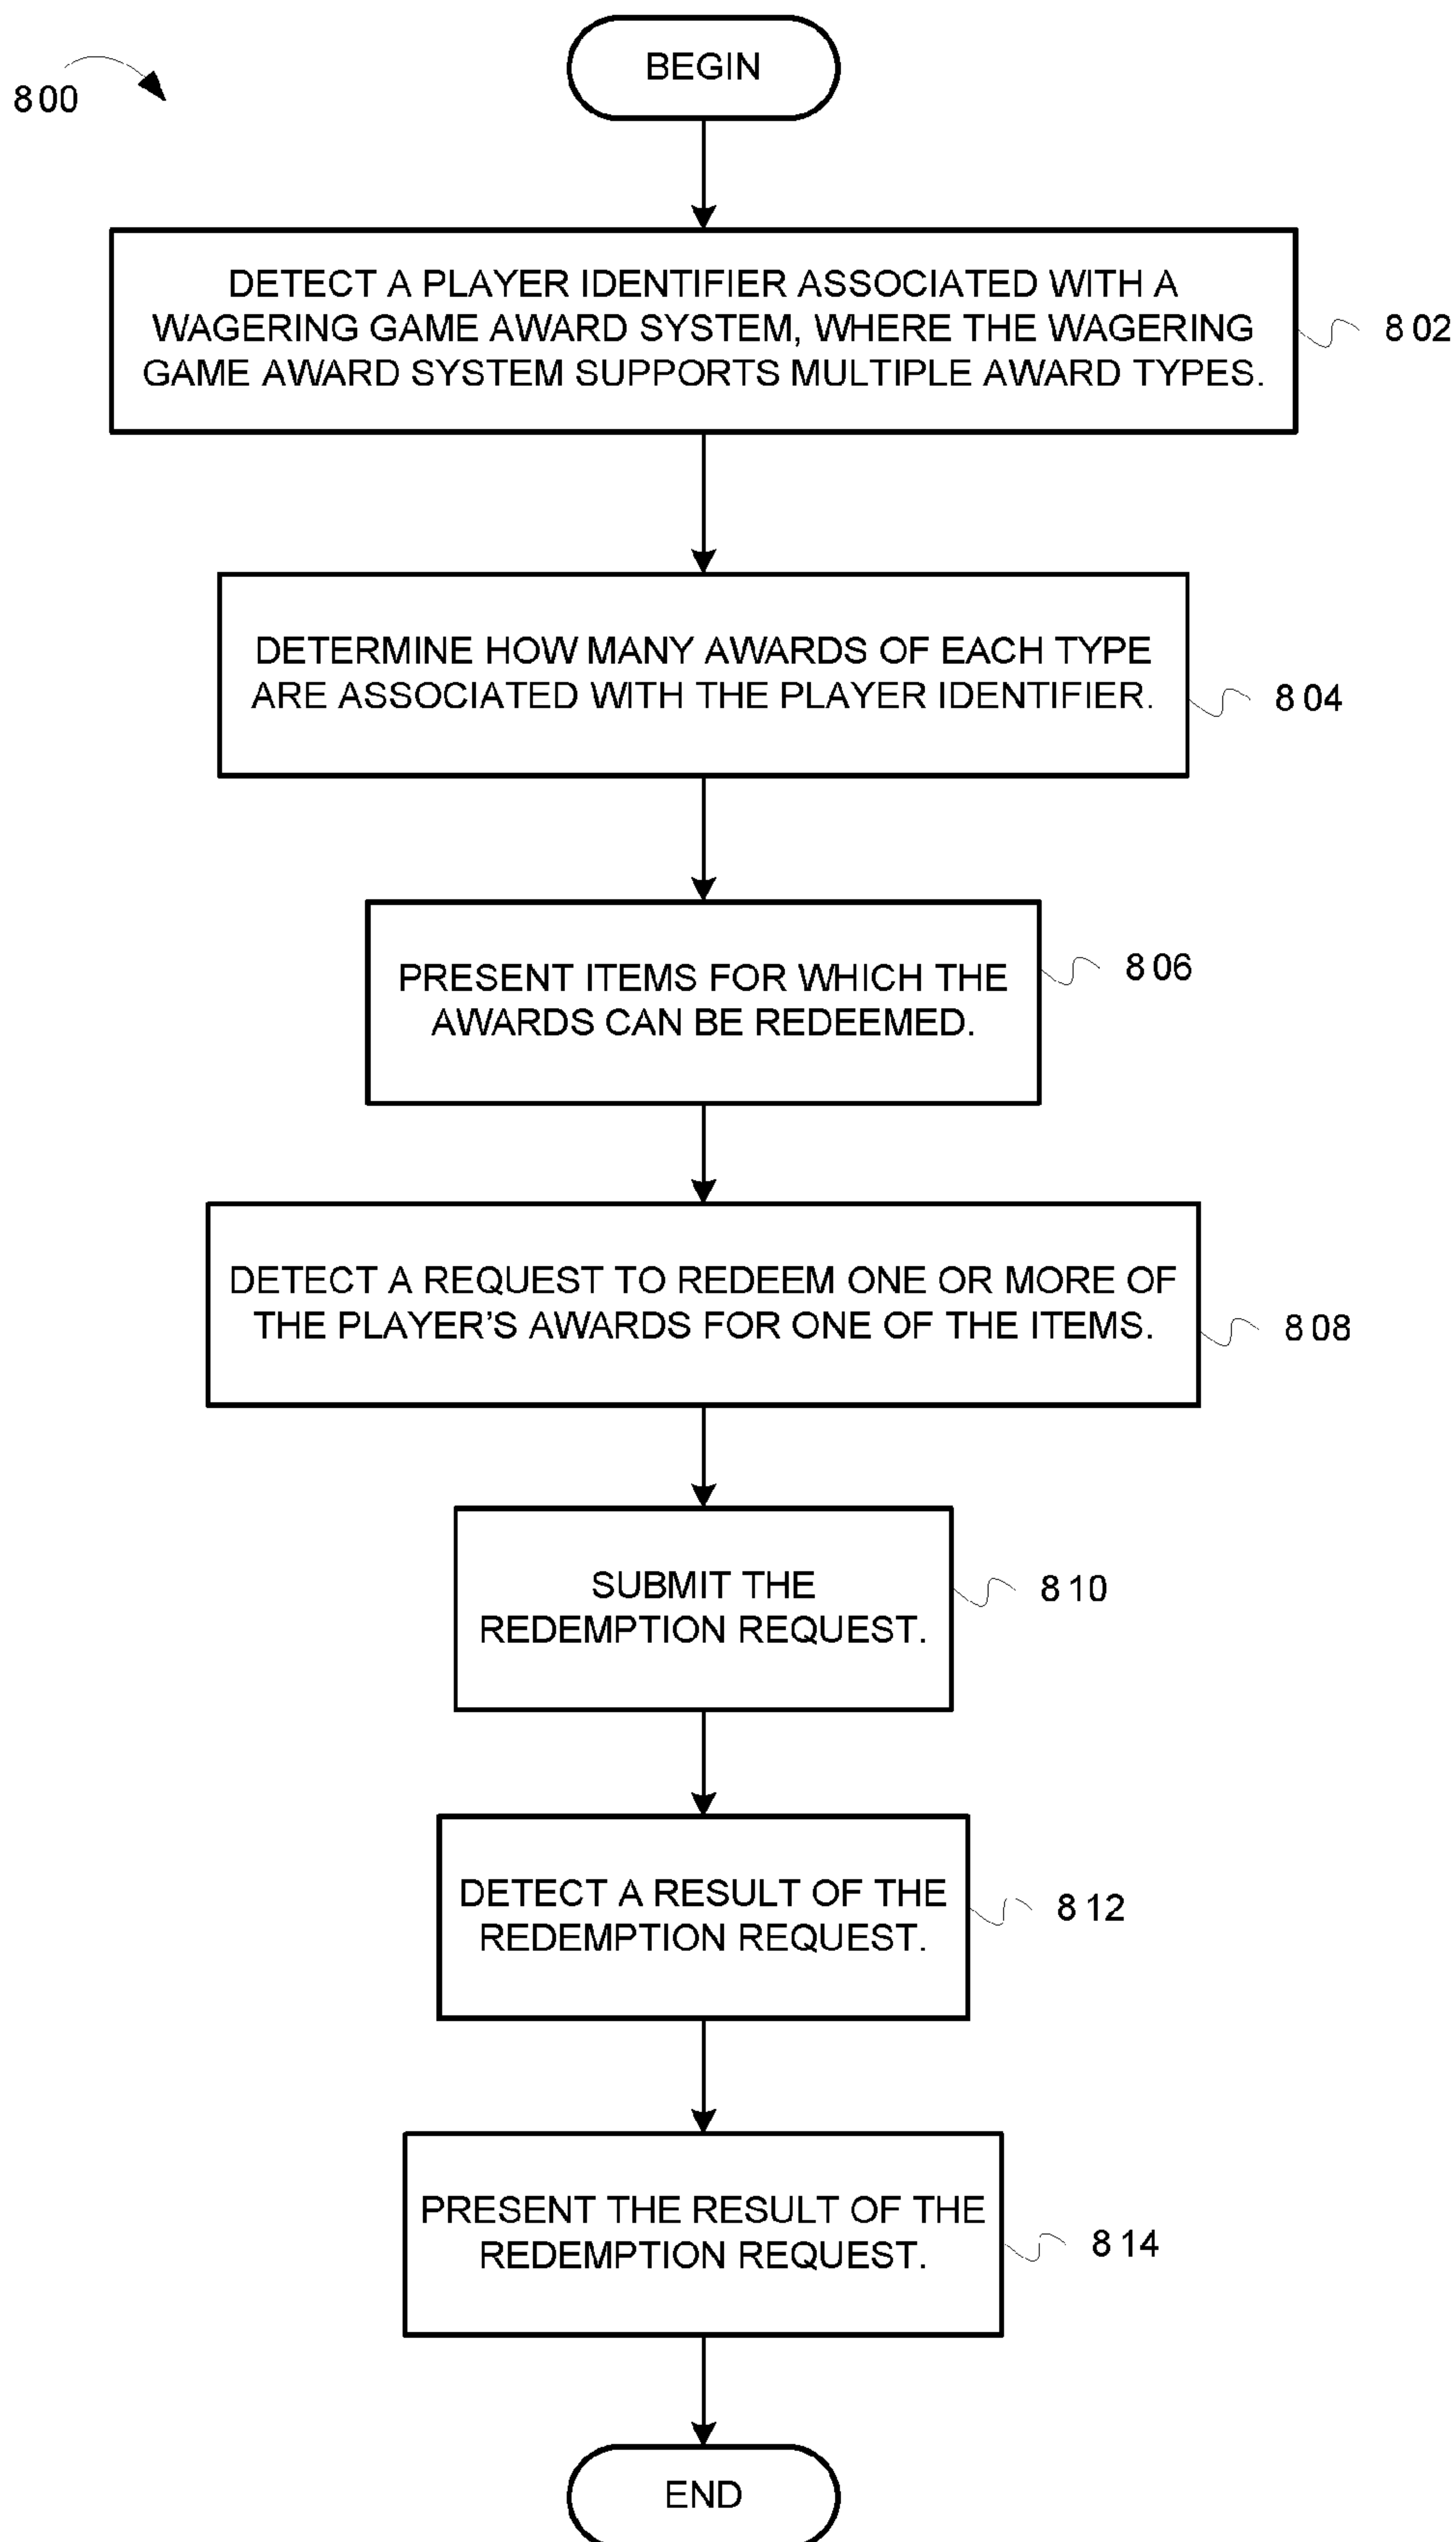 BEGIN
800
DETECT A PLAYER IDENTIFIER ASSOCIATED WITH A
WAGERING GAME AWARD SYSTEM, WHERE THE WAGERING
GAME AWARD SYSTEM SUPPORTS MULTIPLE AWARD TYPES.
802
DETERMINE HOW MANY AWARDS OF EACH TYPE
ARE ASSOCIATED WITH THE PLAYER IDENTIFIER.
804
PRESENT ITEMS FOR WHICH THE
AWARDS CAN BE REDEEMED.
806
DETECT A REQUEST TO REDEEM ONE OR MORE OF
THE PLAYER’S AWARDS FOR ONE OF THE ITEMS.
808
SUBMIT THE
REDEMPTION REQUEST.
810
DETECT A RESULT OF THE
REDEMPTION REQUEST.
812
PRESENT THE RESULT OF THE
REDEMPTION REQUEST.
814
END